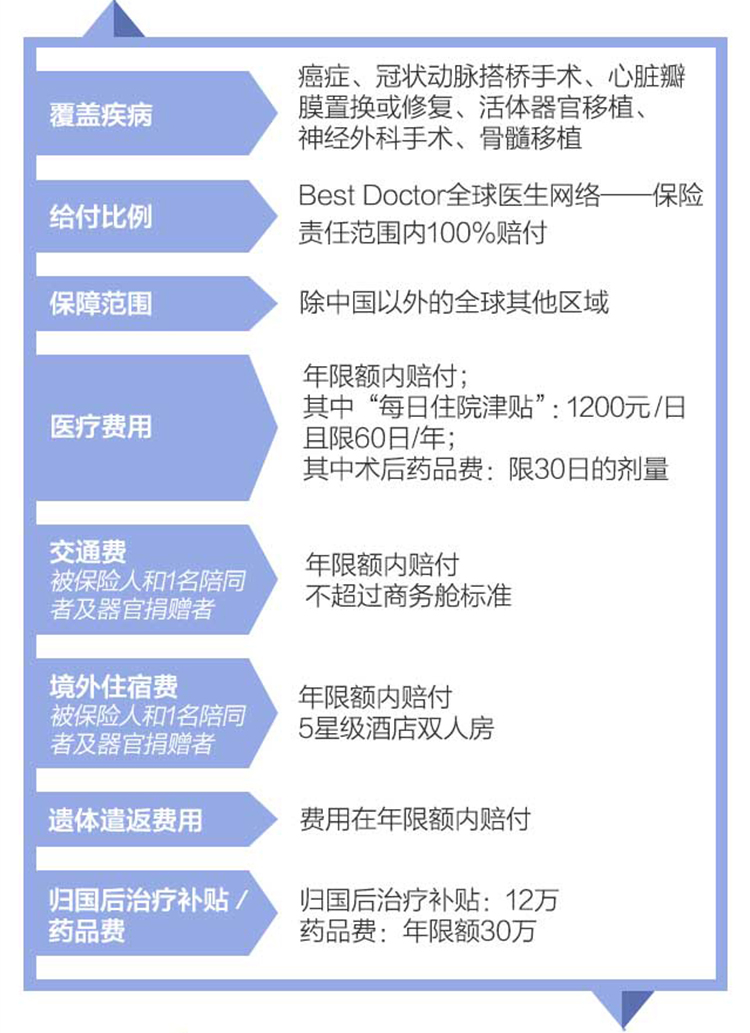 覆盖疾病
癌症、冠状动脉搭桥手术、心脏瓣
膜置换或修复、活体器官移植、
神经外科手术、骨髓移植
给付比例
Best Doctor全球医生网络——保险
责任范围内100%赔付
保障范围
除中国以外的全球其他区域
医疗费用
年限额内赔付；
其中“每日住院津贴”：1200元/日
且限60日/年；
其中术后药品费：限30日的剂量
交通费
被保险人和1名陪同
者及器官捐赠者
年限额内赔付
不超过商务舱标准
境外住宿费
被保险人和1名陪同
者及器官捐赠者
年限额内赔付
5星级酒店双人房
遗体遣返费用
费用在年限额内赔付
归国后治疗补贴/
药品费
归国后治疗补贴：12万
药品费：年限额30万